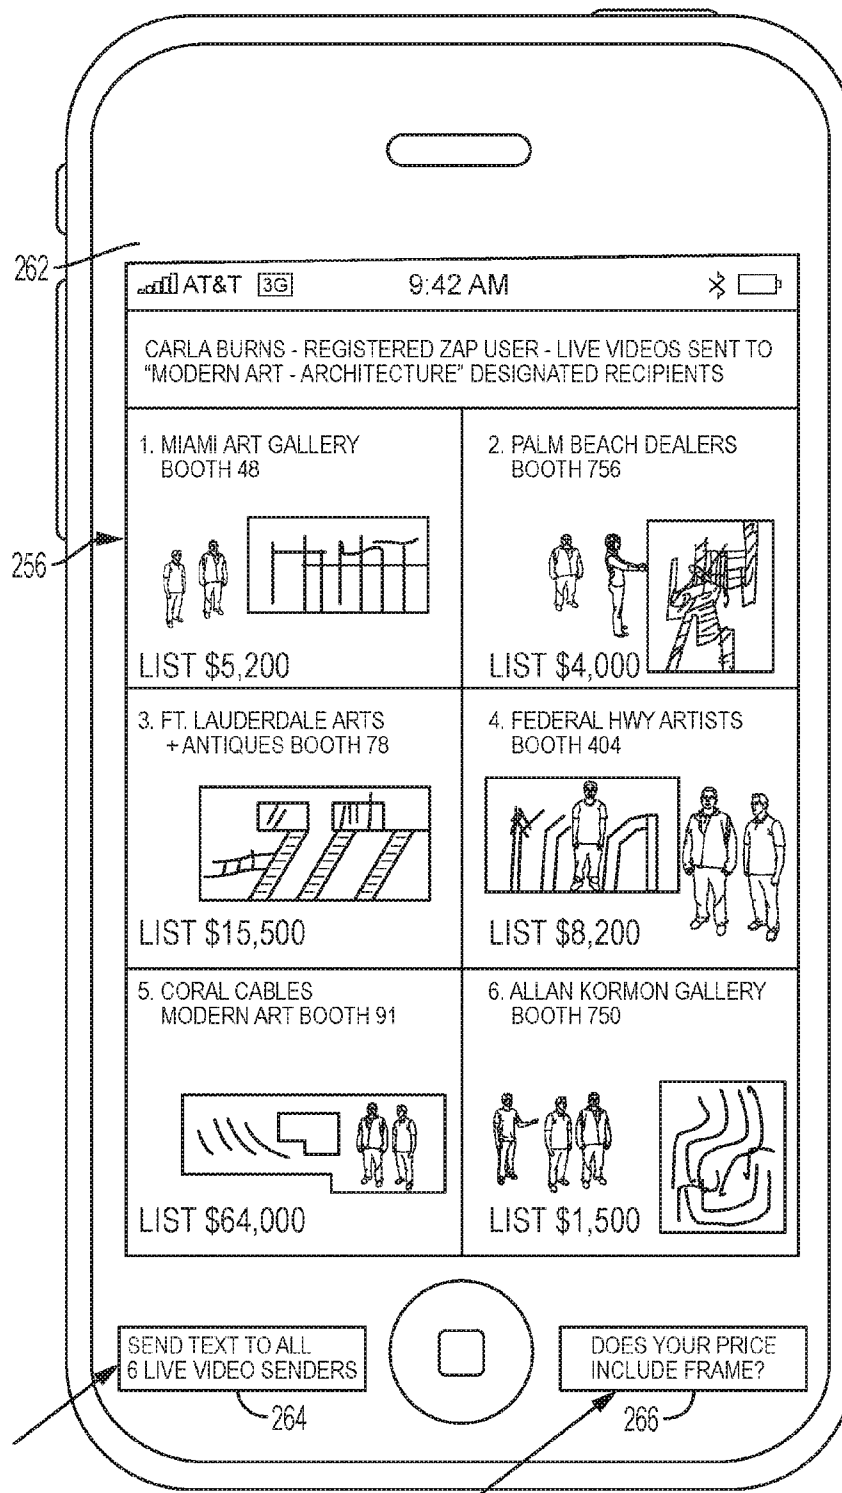 262
AT&T 3G 9:42 AM
CARLA BURNS - REGISTERED ZAP USER - LIVE VIDEOS SENT TO
“MODERN ART - ARCHITECTURE” DESIGNATED RECIPIENTS
1. MIAMI ART GALLERY
BOOTH 48
LIST $5,200
2. PALM BEACH DEALERS
BOOTH 756
LIST $4,000
256
3. FT. LAUDERDALE ARTS
+ ANTIQUES BOOTH 78
LIST $15,500
4. FEDERAL HWY ARTISTS
BOOTH 404
LIST $8,200
5. CORAL CABLES
MODERN ART BOOTH 91
LIST $64,000
6. ALLAN KORMON GALLERY
BOOTH 750
LIST $1,500
SEND TEXT TO ALL
6 LIVE VIDEO SENDERS
264
DOES YOUR PRICE
INCLUDE FRAME?
266